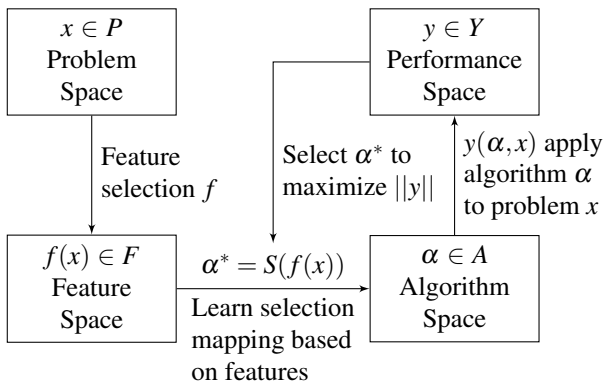 x ∈ P
Problem
Space
y ∈ Y
Performance
Space
Feature
selection f
Select α* to
maximize ||y||
y(α, x) apply
algorithm α
to problem x
f(x) ∈ F
Feature
Space
α* = S(f(x))
Learn selection
mapping based
on features
α ∈ A
Algorithm
Space